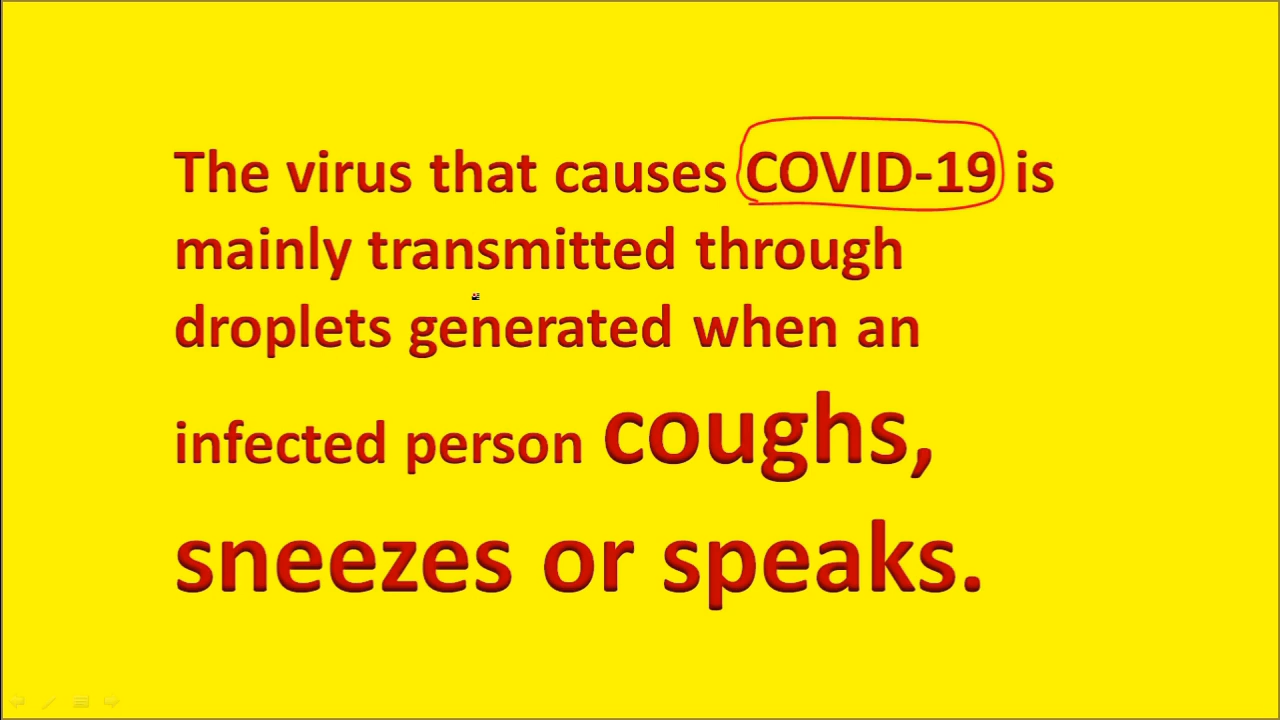 The virus that causes COVID-19 is
mainly transmitted through
droplets generated when an
infected person coughs,
sneezes or speaks.